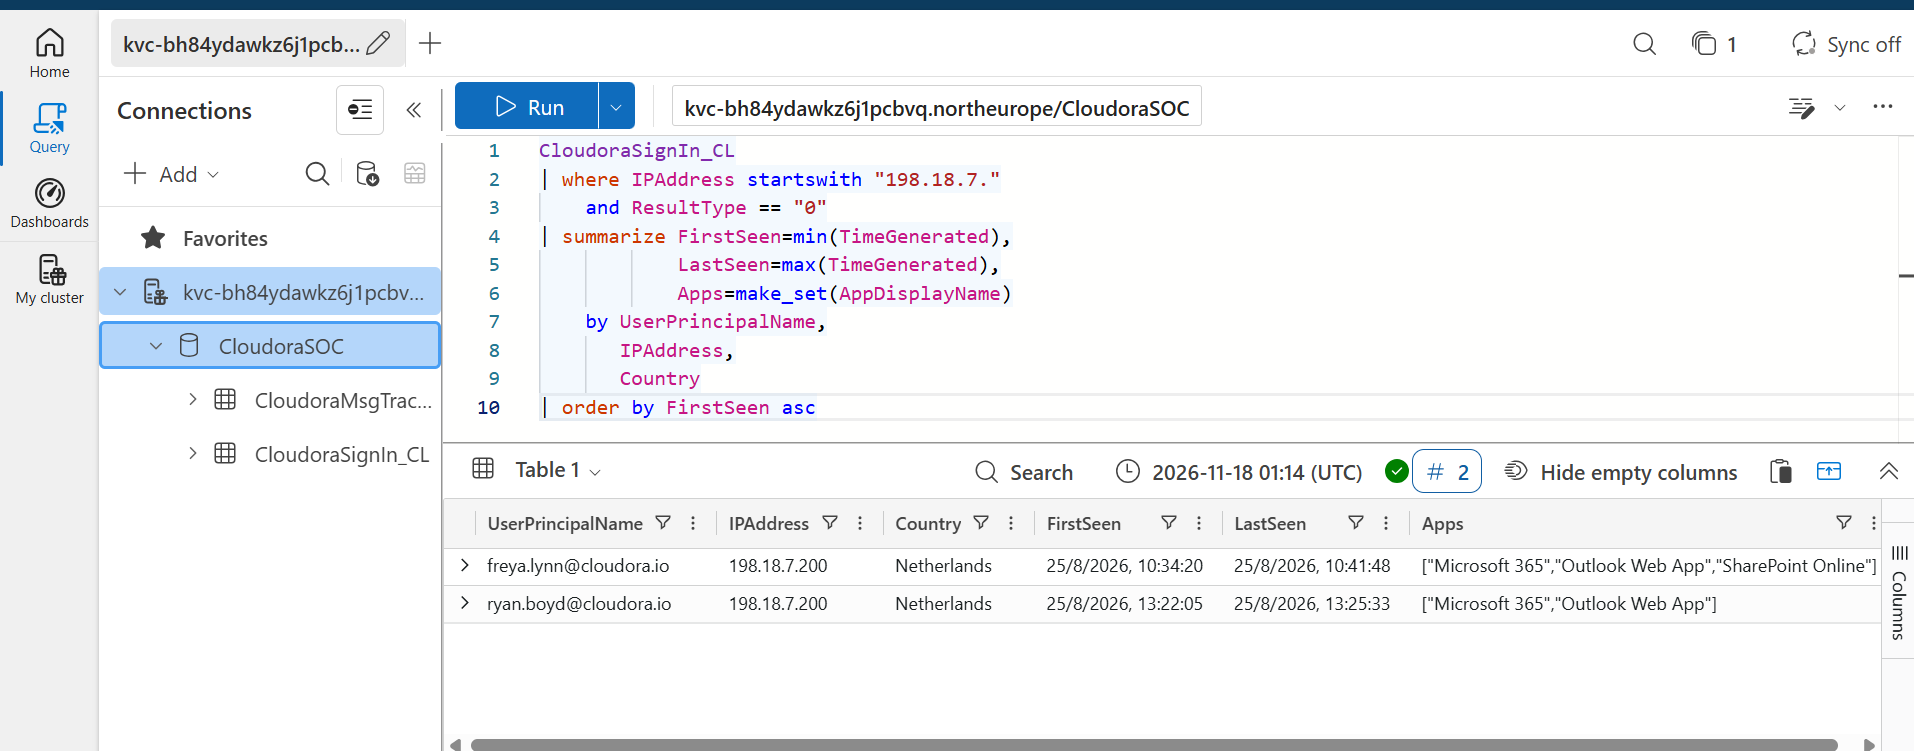 kvc-bh84ydawkz6j1pcb...
1
Sync off
Home
Query
Dashboards
My cluster
Connections
Add
Favorites
kvc-bh84ydawkz6j1pcbv...
CloudoraSOC
CloudoraMsgTrac...
CloudoraSignIn_CL
Run
kvc-bh84ydawkz6j1pcbvq.northeurope/CloudoraSOC
1 CloudoraSignIn_CL
2 | where IPAddress startswith "198.18.7."
3 and ResultType == "0"
4 | summarize FirstSeen=min(TimeGenerated),
5 LastSeen=max(TimeGenerated),
6 Apps=make_set(AppDisplayName)
7 by UserPrincipalName,
8 IPAddress,
9 Country
10 | order by FirstSeen asc
Table 1 Search 2026-11-18 01:14 (UTC) # 2 Hide empty columns
UserPrincipalName IPAddress Country FirstSeen LastSeen Apps
freya.lynn@cloudora.io 198.18.7.200 Netherlands 25/8/2026, 10:34:20 25/8/2026, 10:41:48 ["Microsoft 365","Outlook Web App","SharePoint Online"]
ryan.boyd@cloudora.io 198.18.7.200 Netherlands 25/8/2026, 13:22:05 25/8/2026, 13:25:33 ["Microsoft 365","Outlook Web App"]
Columns